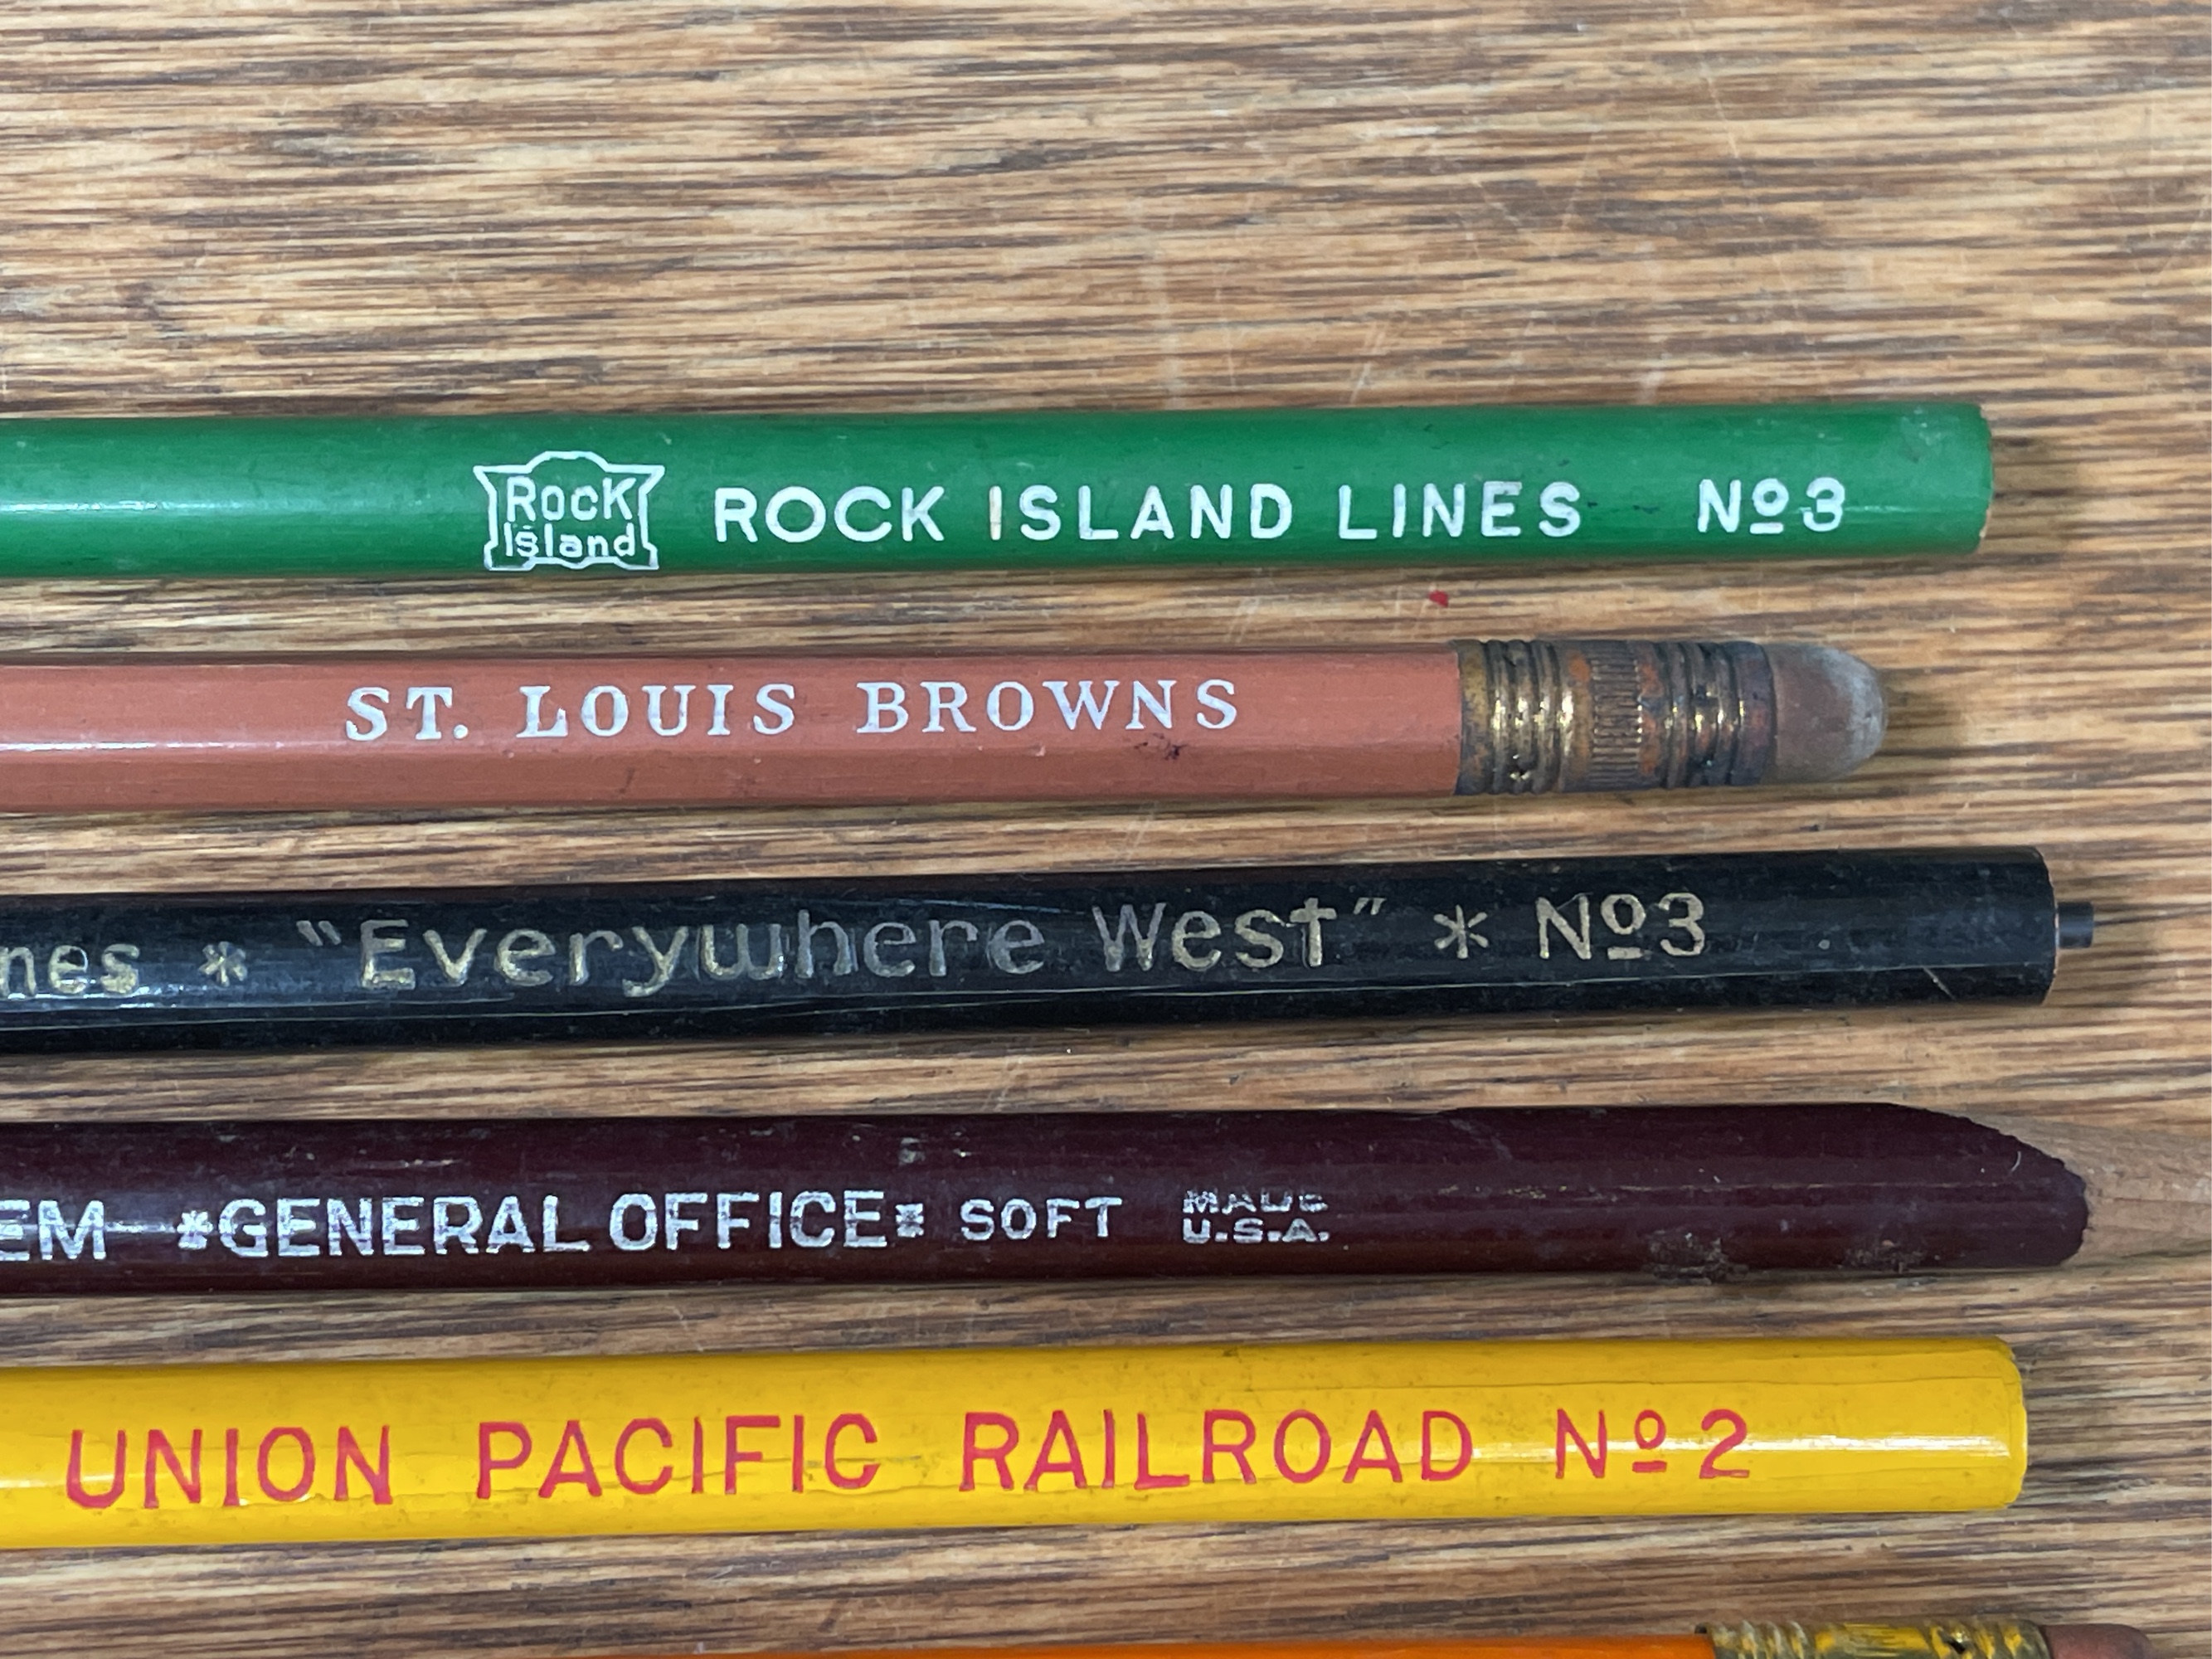 Rock
Island
ROCK ISLAND LINES Nº3
ST. LOUIS BROWNS
nes * "Everywhere West" * Nº3
EM *GENERAL OFFICE* SOFT
MADE
U.S.A.
UNION PACIFIC RAILROAD Nº2